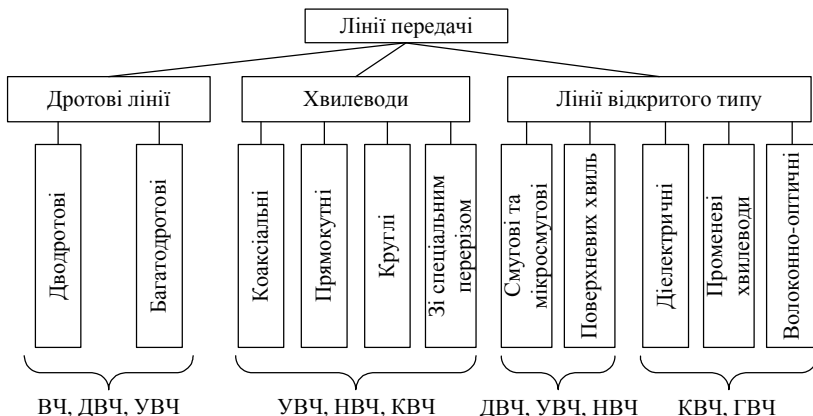 Лінії передачі
Дротові лінії
Хвилеводи
Лінії відкритого типу
Дводротові
Багатодротові
Коаксіальні
Прямокутні
Круглі
Зі спеціальним
перерізом
Смугові та
мікросмугові
Поверхневих хвиль
Діелектричні
Променеві
хвилеводи
Волоконно-оптичні
ВЧ, ДВЧ, УВЧ
УВЧ, НВЧ, КВЧ
ДВЧ, УВЧ, НВЧ
КВЧ, ГВЧ